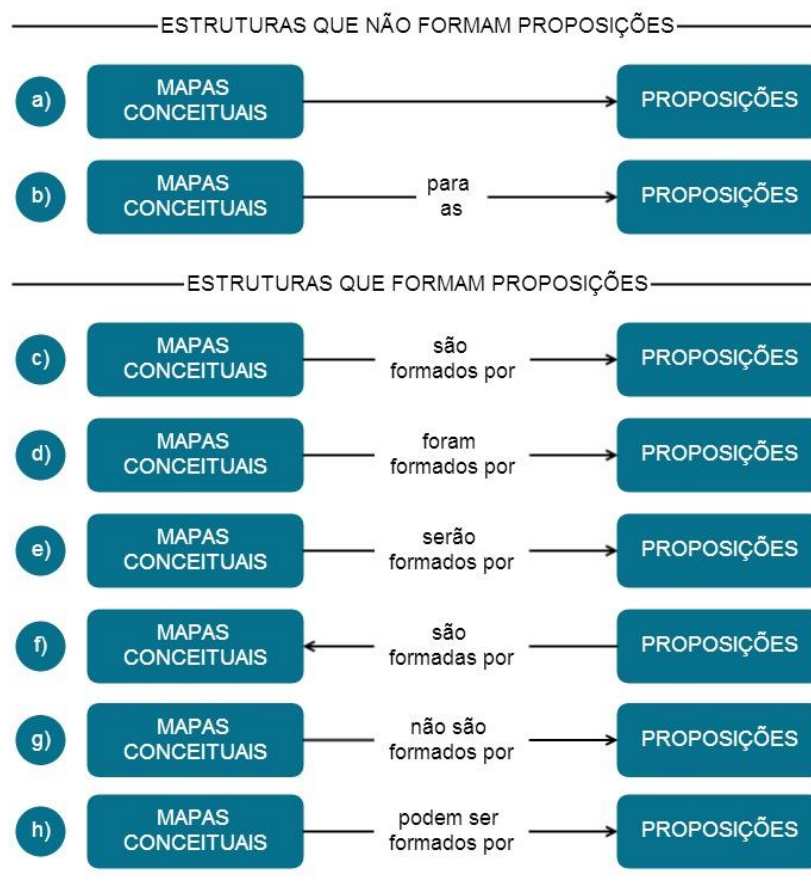 ESTRUTURAS QUE NÃO FORMAM PROPOSIÇÕES
a)
MAPAS
CONCEITUAIS
PROPOSIÇÕES
b)
MAPAS
CONCEITUAIS
para
as
PROPOSIÇÕES
ESTRUTURAS QUE FORMAM PROPOSIÇÕES
c)
MAPAS
CONCEITUAIS
são
formados por
PROPOSIÇÕES
d)
MAPAS
CONCEITUAIS
foram
formados por
PROPOSIÇÕES
e)
MAPAS
CONCEITUAIS
serão
formados por
PROPOSIÇÕES
f)
MAPAS
CONCEITUAIS
são
formadas por
PROPOSIÇÕES
g)
MAPAS
CONCEITUAIS
não são
formados por
PROPOSIÇÕES
h)
MAPAS
CONCEITUAIS
podem ser
formados por
PROPOSIÇÕES